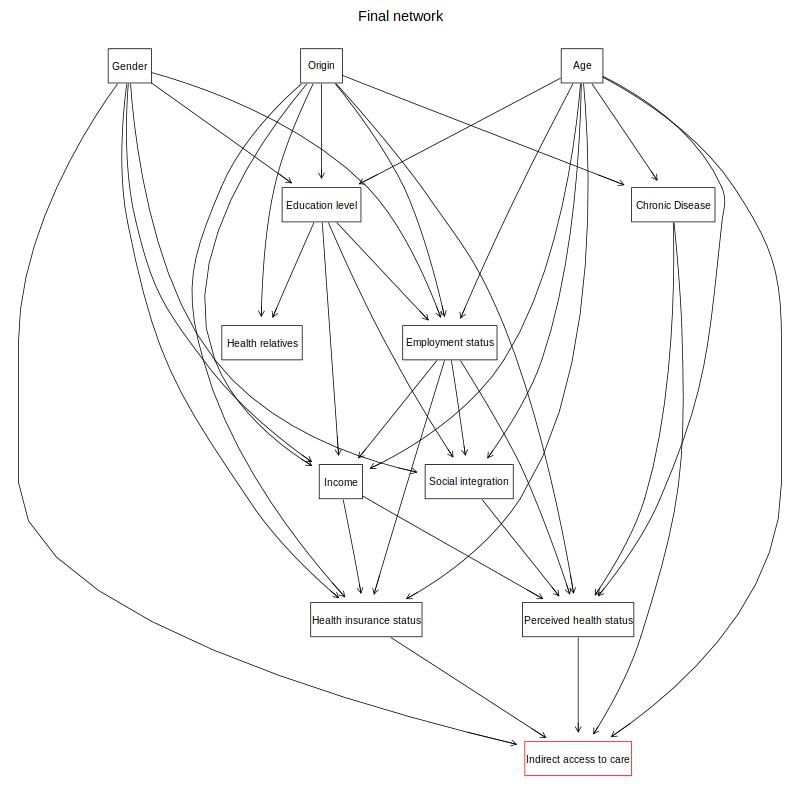 Final network
Gender
Origin
Age
Education level
Chronic Disease
Health relatives
Employment status
Income
Social integration
Health insurance status
Perceived health status
Indirect access to care